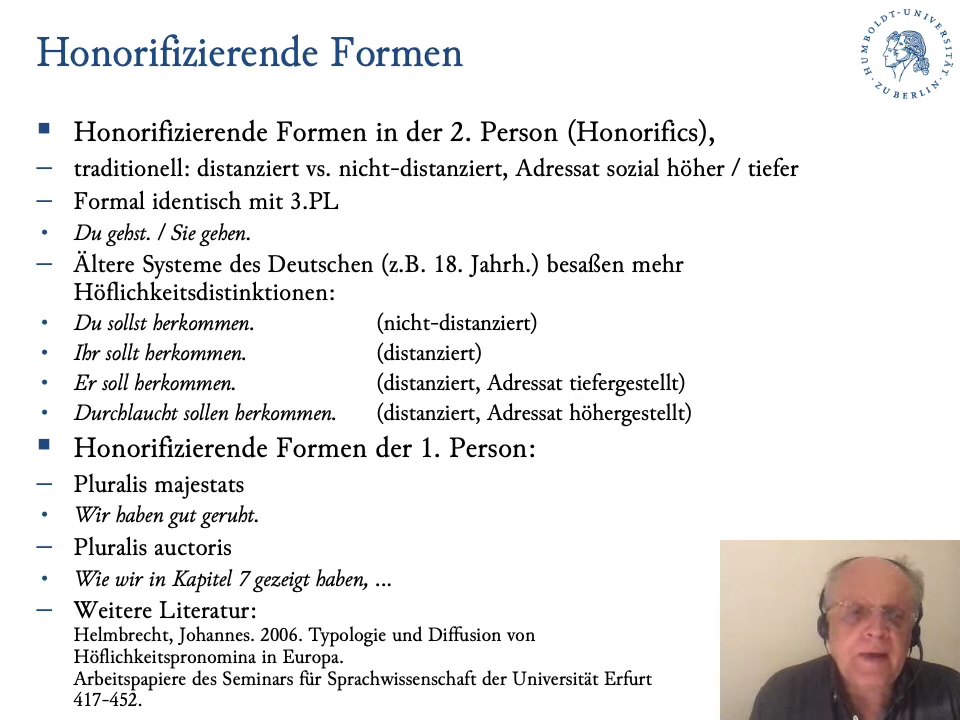 Honorifizierende Formen
HUMBOLDT-UNIVERSITÄT
ZU BERLIN
▪ Honorifizierende Formen in der 2. Person (Honorifics),
– traditionell: distanziert vs. nicht-distanziert, Adressat sozial höher / tiefer
– Formal identisch mit 3.PL
• Du gehst. / Sie gehen.
– Ältere Systeme des Deutschen (z.B. 18. Jahrh.) besaßen mehr
Höflichkeitsdistinktionen:
• Du sollst herkommen. (nicht-distanziert)
• Ihr sollt herkommen. (distanziert)
• Er soll herkommen. (distanziert, Adressat tiefergestellt)
• Durchlaucht sollen herkommen. (distanziert, Adressat höhergestellt)
▪ Honorifizierende Formen der 1. Person:
– Pluralis majestats
• Wir haben gut geruht.
– Pluralis auctoris
• Wie wir in Kapitel 7 gezeigt haben, ...
– Weitere Literatur:
Helmbrecht, Johannes. 2006. Typologie und Diffusion von
Höflichkeitspronomina in Europa.
Arbeitspapiere des Seminars für Sprachwissenschaft der Universität Erfurt
417-452.